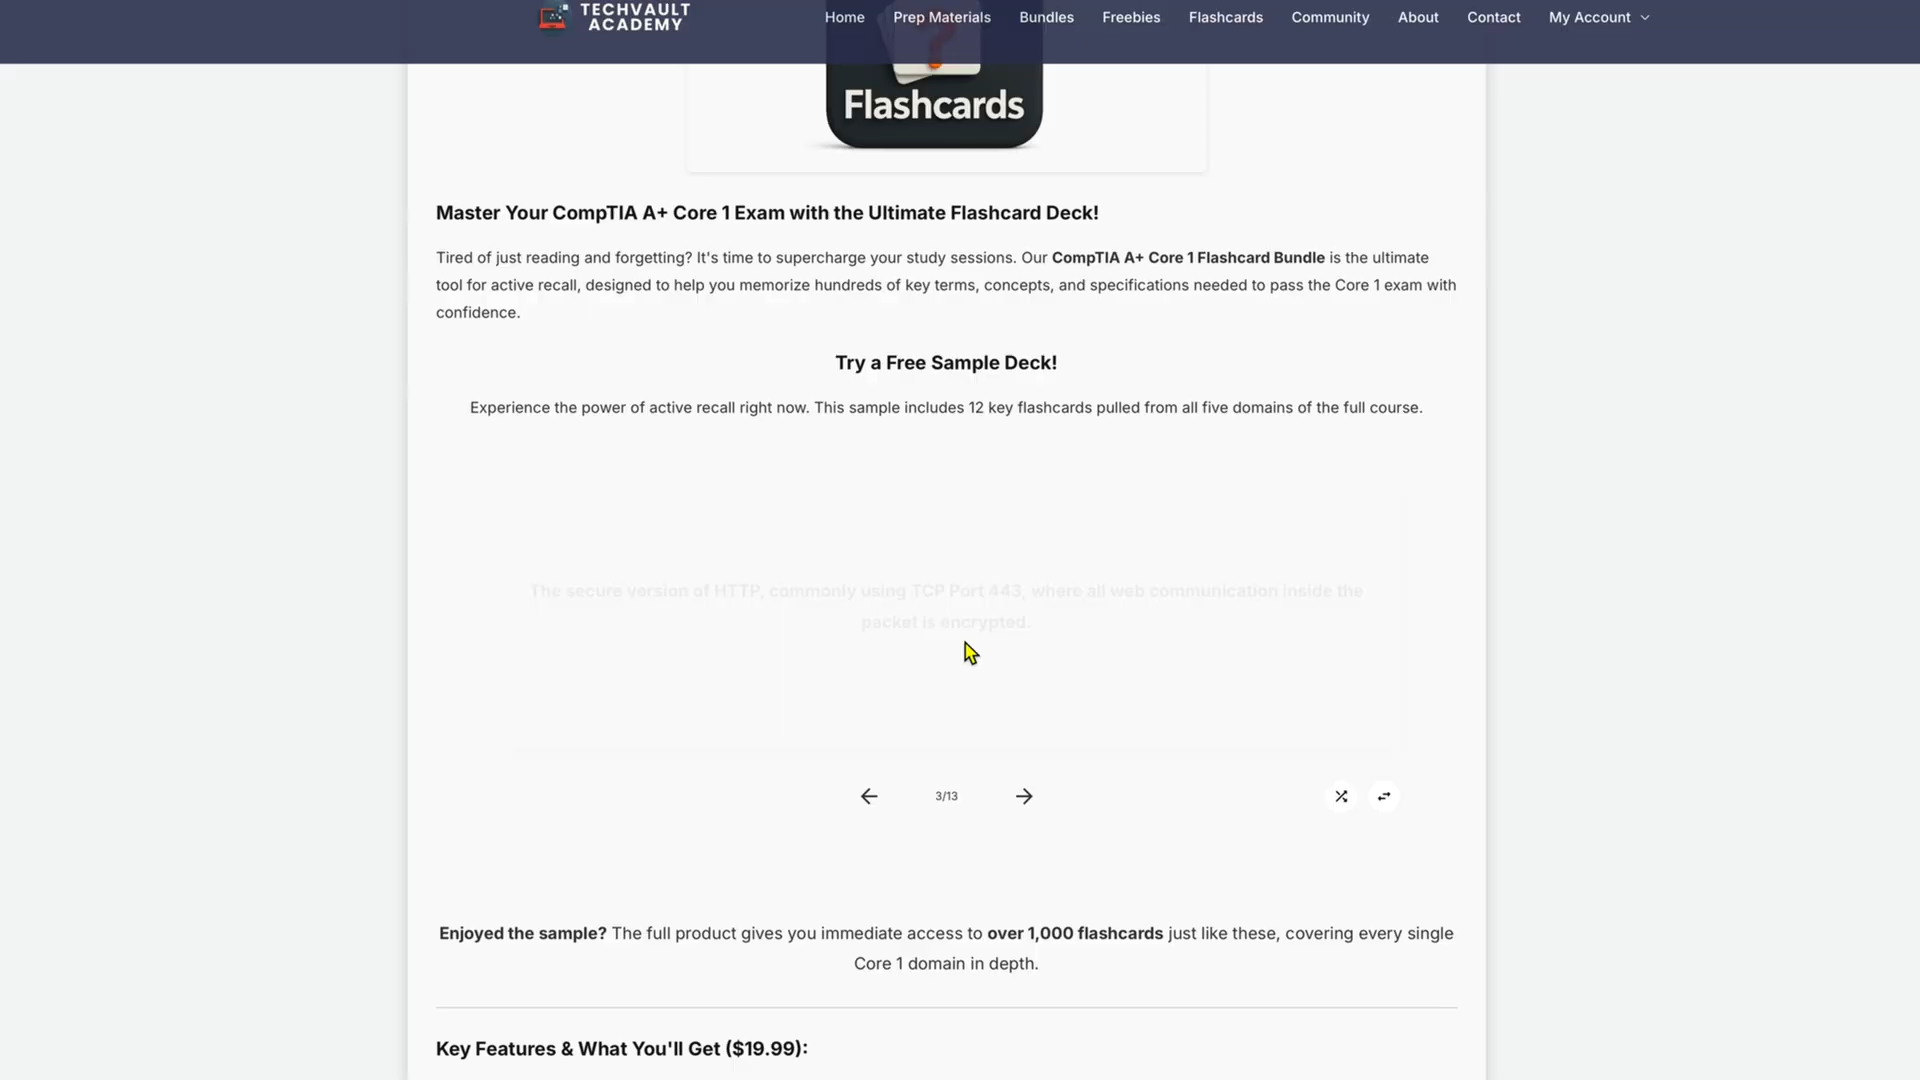 TECHVAULT
ACADEMY
Home Prep Materials Bundles Freebies Flashcards Community About Contact My Account
?
Flashcards
Master Your CompTIA A+ Core 1 Exam with the Ultimate Flashcard Deck!
Tired of just reading and forgetting? It's time to supercharge your study sessions. Our CompTIA A+ Core 1 Flashcard Bundle is the ultimate
tool for active recall, designed to help you memorize hundreds of key terms, concepts, and specifications needed to pass the Core 1 exam with
confidence.
Try a Free Sample Deck!
Experience the power of active recall right now. This sample includes 12 key flashcards pulled from all five domains of the full course.
The secure version of HTTP, commonly using TCP Port 443, where all web communication inside the
packet is encrypted.
3/13
Enjoyed the sample? The full product gives you immediate access to over 1,000 flashcards just like these, covering every single
Core 1 domain in depth.
Key Features & What You'll Get ($19.99):